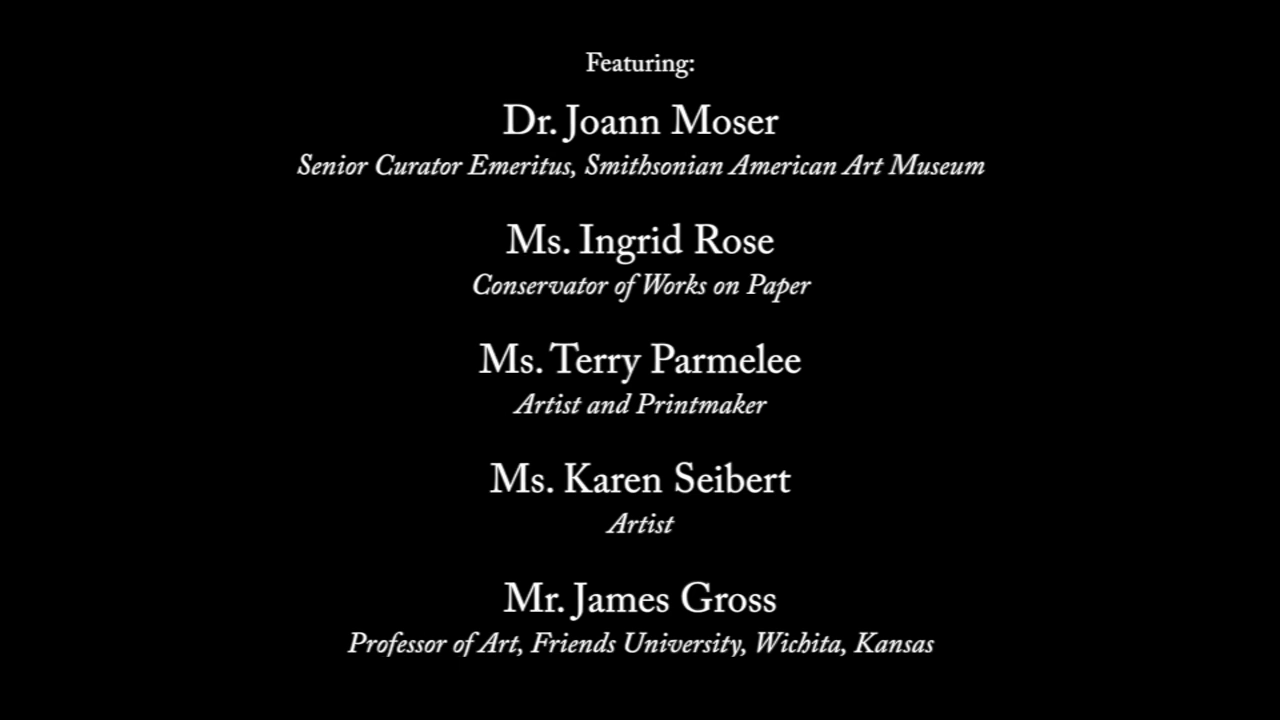 Featuring:
Dr. Joann Moser
Senior Curator Emeritus, Smithsonian American Art Museum
Ms. Ingrid Rose
Conservator of Works on Paper
Ms. Terry Parmelee
Artist and Printmaker
Ms. Karen Seibert
Artist
Mr. James Gross
Professor of Art, Friends University, Wichita, Kansas